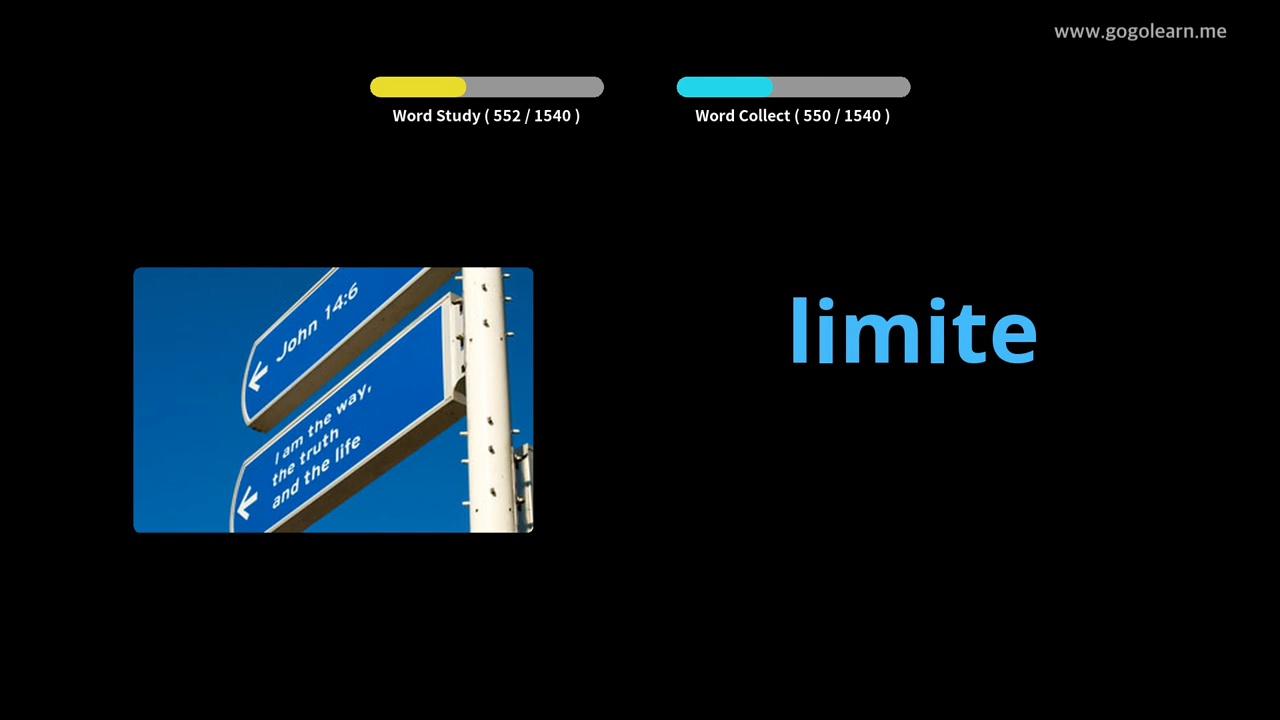 www.gogolearn.me
Word Study ( 552 / 1540 )
Word Collect ( 550 / 1540 )
John 14:6
I am the way,
the truth
and the life
limite